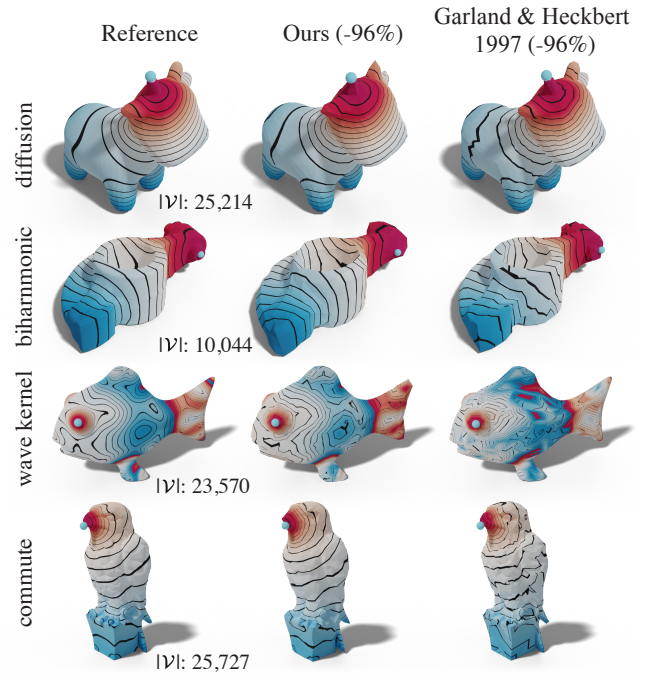 Reference
Ours (-96%)
Garland & Heckbert
1997 (-96%)
diffusion
|V|: 25,214
biharmonic
|V|: 10,044
wave kernel
|V|: 23,570
commute
|V|: 25,727